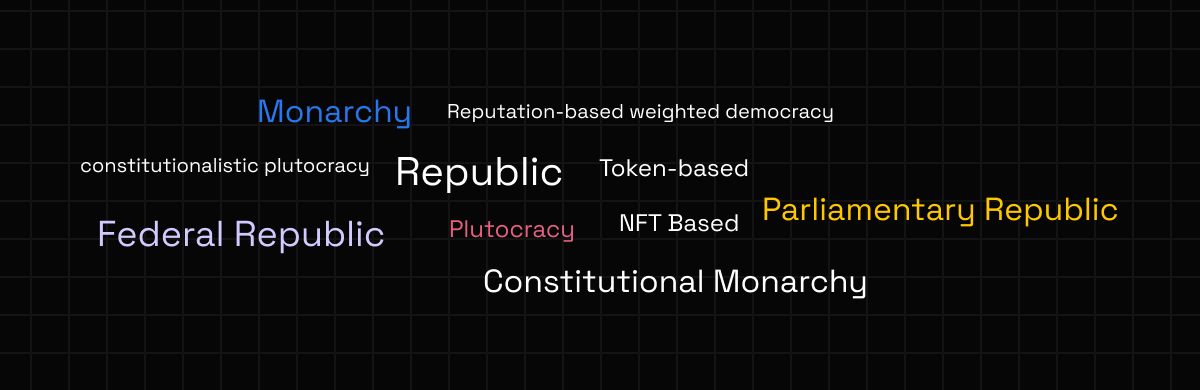 Monarchy
Reputation-based weighted democracy
constitutionalistic plutocracy
Republic
Token-based
Parliamentary Republic
Federal Republic
Plutocracy
NFT Based
Constitutional Monarchy